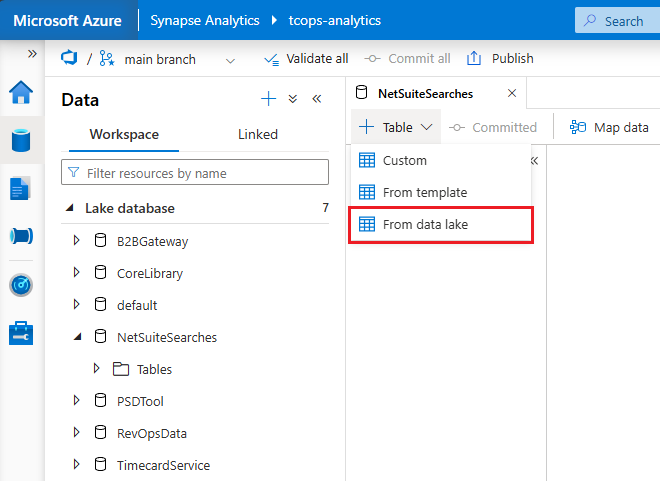 Microsoft Azure
Synapse Analytics
tcops-analytics
Search
/ main branch
Validate all
Commit all
Publish
Data
Workspace
Linked
Filter resources by name
Lake database 7
B2BGateway
CoreLibrary
default
NetSuiteSearches
Tables
PSDTool
RevOpsData
TimecardService
NetSuiteSearches
Table
Committed
Map data
Custom
From template
From data lake